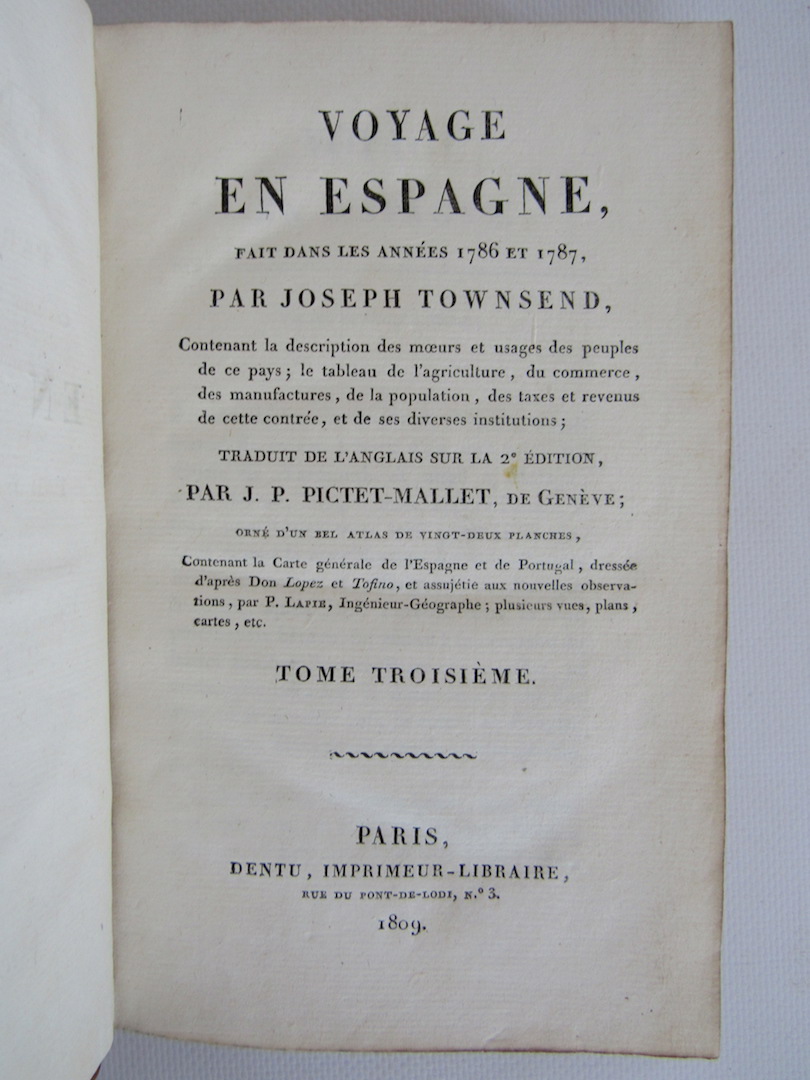 VOYAGE
EN ESPAGNE,
FAIT DANS LES ANNÉES 1786 ET 1787,
PAR JOSEPH TOWNSEND,
Contenant la description des mœurs et usages des peuples
de ce pays ; le tableau de l'agriculture, du commerce,
des manufactures, de la population, des taxes et revenus
de cette contrée, et de ses diverses institutions ;
TRADUIT DE L'ANGLAIS SUR LA 2e ÉDITION,
PAR J. P. PICTET-MALLET, DE GENÈVE ;
ORNÉ D'UN BEL ATLAS DE VINGT-DEUX PLANCHES,
Contenant la Carte générale de l'Espagne et de Portugal, dressée
d'après Don Lopez et Tofino, et assujétie aux nouvelles observa-
tions, par P. LAPIE, Ingénieur-Géographe ; plusieurs vues, plans,
cartes, etc.
TOME TROISIÈME.
PARIS,
DENTU, IMPRIMEUR-LIBRAIRE,
RUE DU PONT-DE-LODI, N.° 3.
1809.